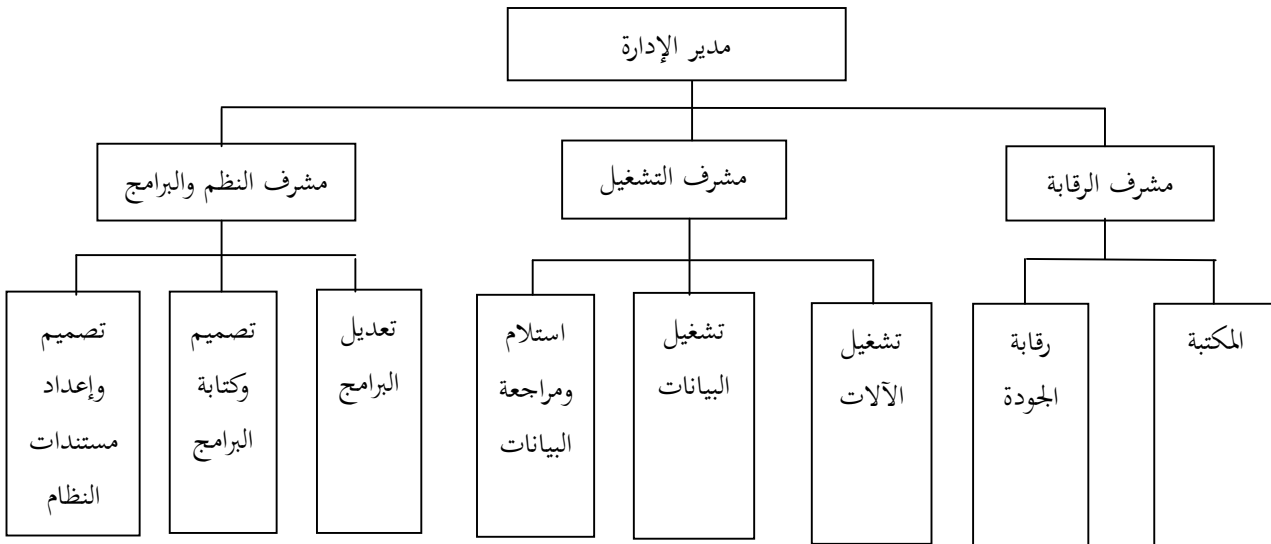 مدير الإدارة
مشرف الرقابة
مشرف التشغيل
مشرف النظم والبرامج
المكتبة
رقابة
الجودة
تشغيل
الآلات
تشغيل
البيانات
استلام
ومراجعة
البيانات
تعديل
البرامج
تصميم
وكتابة
البرامج
تصميم
وإعداد
مستندات
النظام